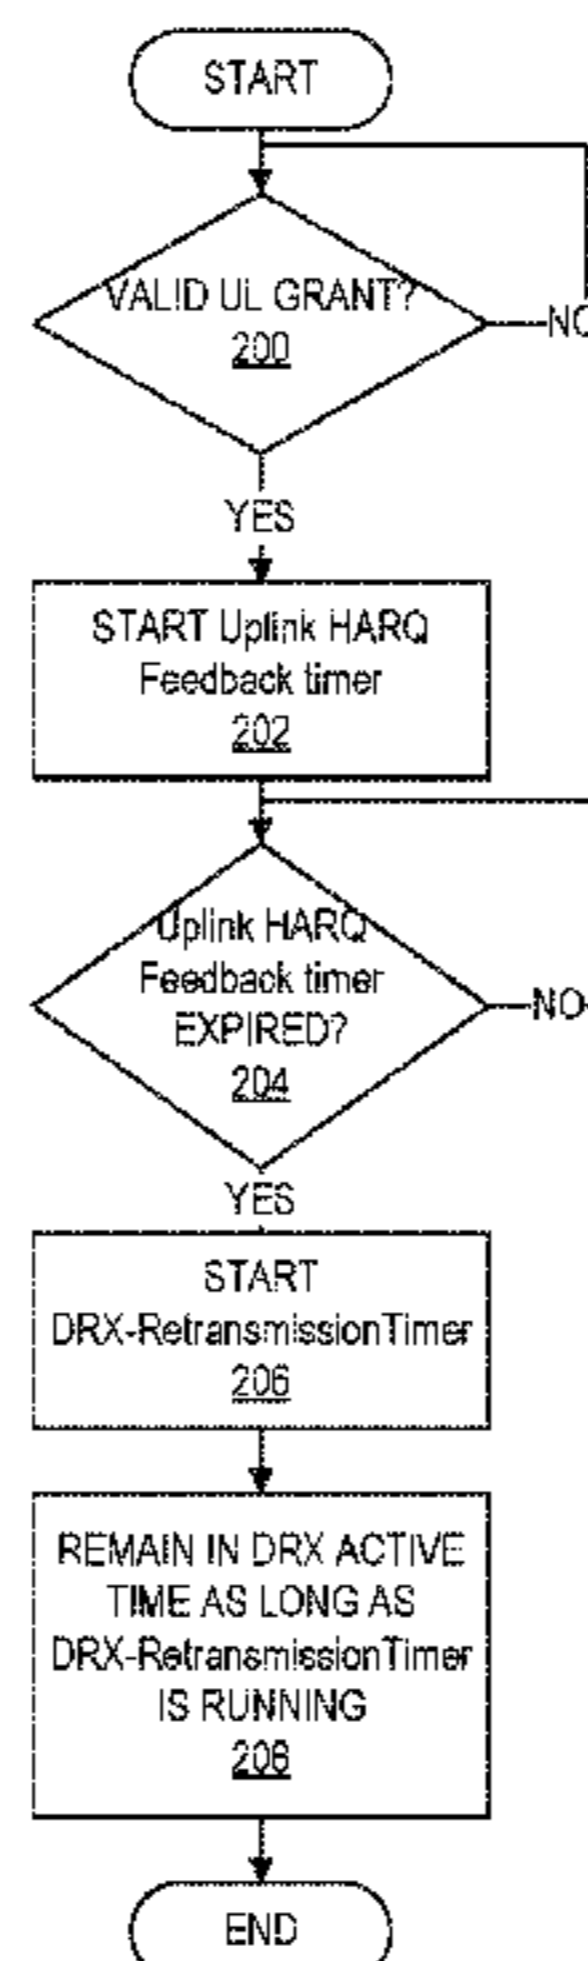 START
VALID UL GRANT?
200
NO
YES
START Uplink HARQ
Feedback timer
202
Uplink HARQ
Feedback timer
EXPIRED?
204
NO
YES
START
DRX-RetransmissionTimer
206
REMAIN IN DRX ACTIVE
TIME AS LONG AS
DRX-RetransmissionTimer
IS RUNNING
208
END